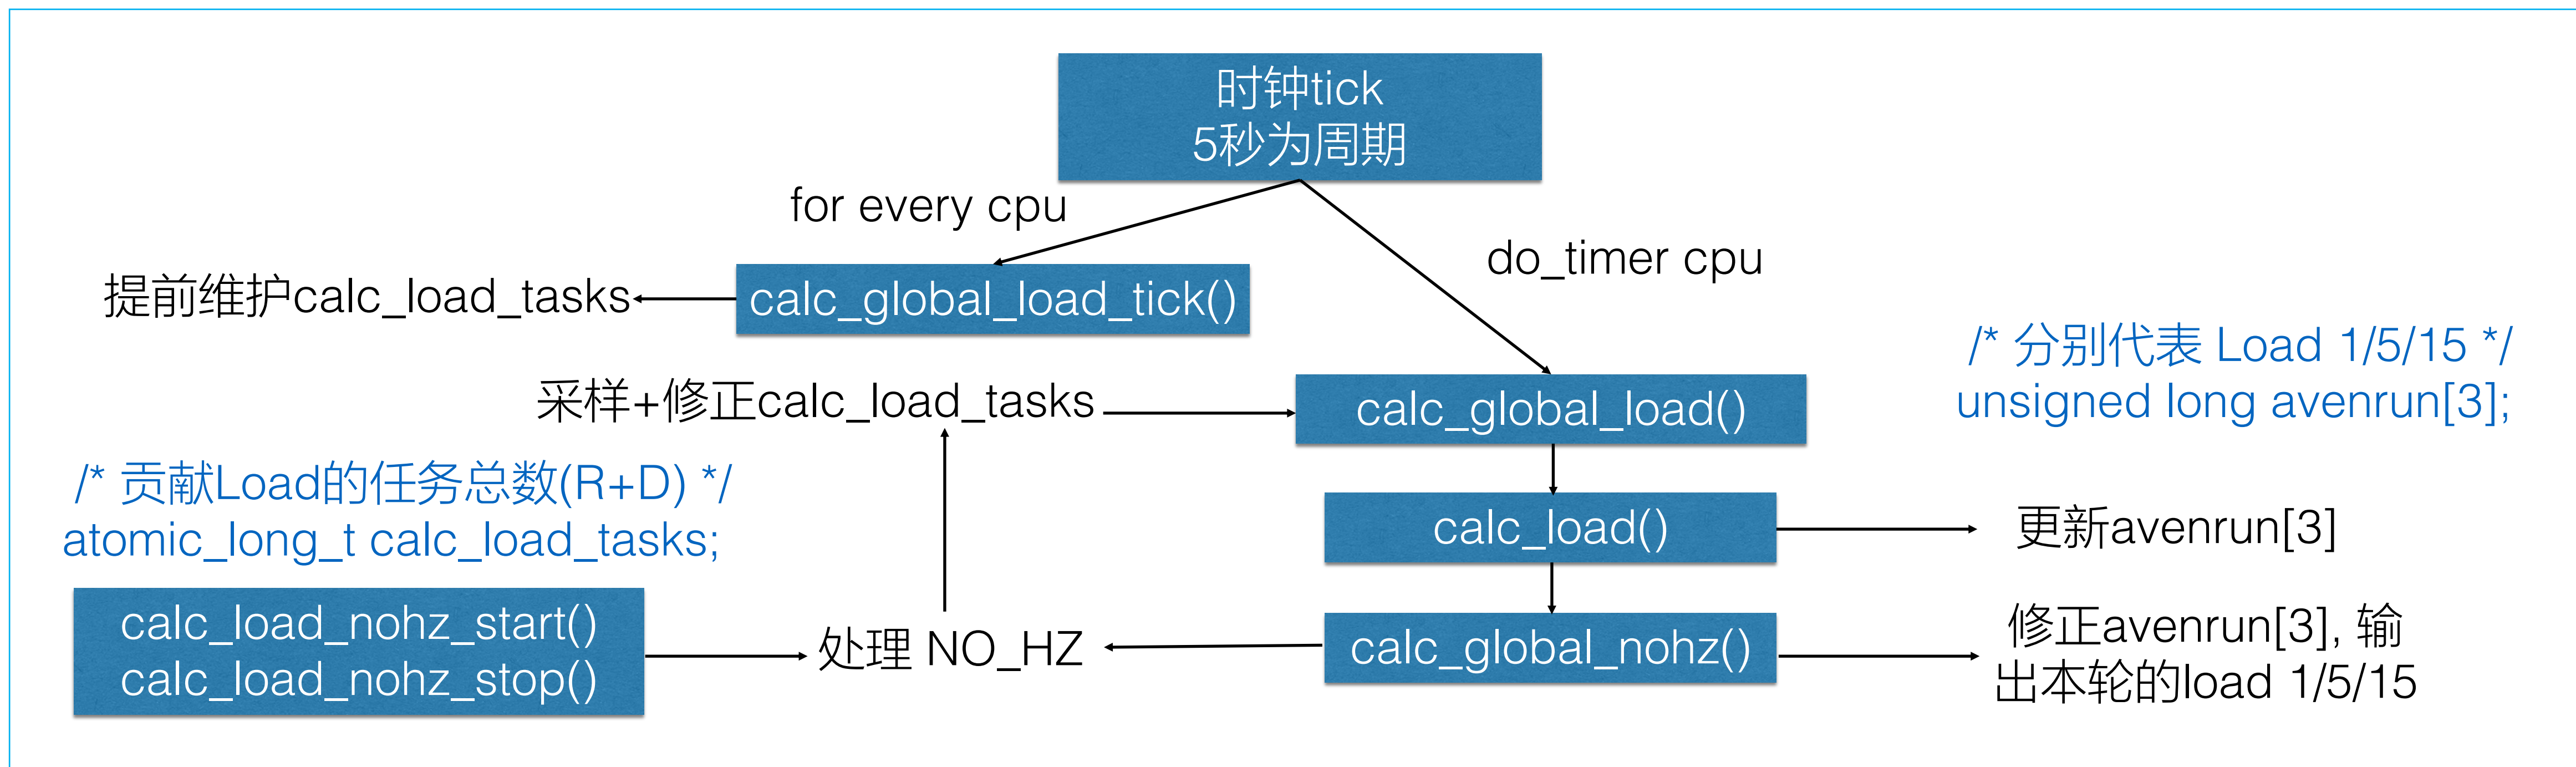 时钟tick
5秒为周期
for every cpu
do_timer cpu
提前维护calc_load_tasks
calc_global_load_tick()
/* 分别代表 Load 1/5/15 */
unsigned long avenrun[3];
采样+修正calc_load_tasks
calc_global_load()
/* 贡献Load的任务总数(R+D) */
atomic_long_t calc_load_tasks;
calc_load()
更新avenrun[3]
calc_load_nohz_start()
calc_load_nohz_stop()
处理 NO_HZ
calc_global_nohz()
修正avenrun[3], 输
出本轮的load 1/5/15